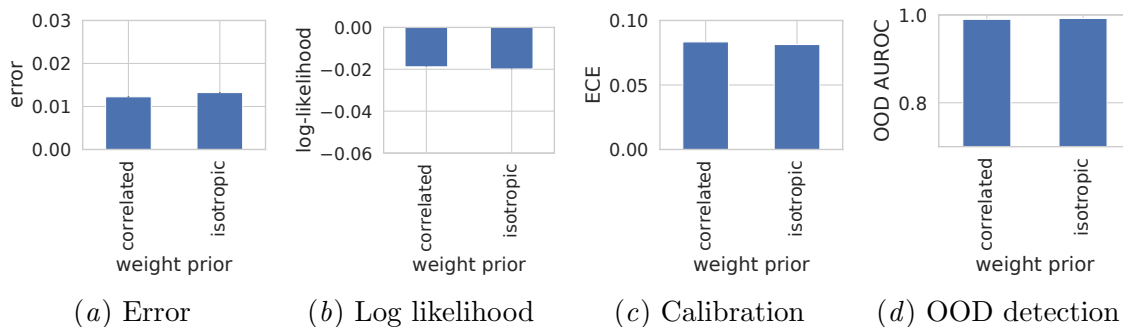 0.03
0.02
0.01
0.00
error
correlated
isotropic
weight prior
(a) Error
0.00
−0.02
−0.04
−0.06
log-likelihood
correlated
isotropic
weight prior
(b) Log likelihood
0.10
0.05
0.00
ECE
correlated
isotropic
weight prior
(c) Calibration
1.0
0.8
OOD AUROC
correlated
isotropic
weight prior
(d) OOD detection